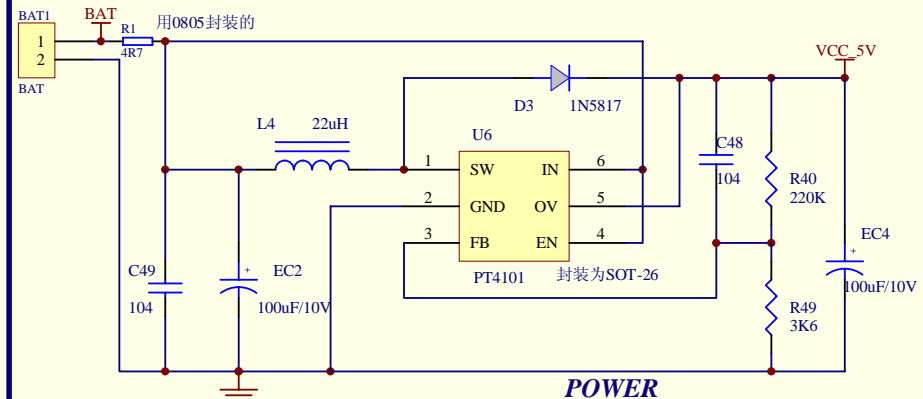 BAT1
BAT
R1
用0805封装的
1
2
4R7
BAT
VCC_5V
D3
1N5817
L4
22uH
U6
C48
104
1
SW
IN
6
R40
220K
2
GND
OV
5
3
FB
EN
4
EC4
100uF/10V
C49
104
EC2
100uF/10V
PT4101
封装为SOT-26
R49
3K6
+
+
POWER